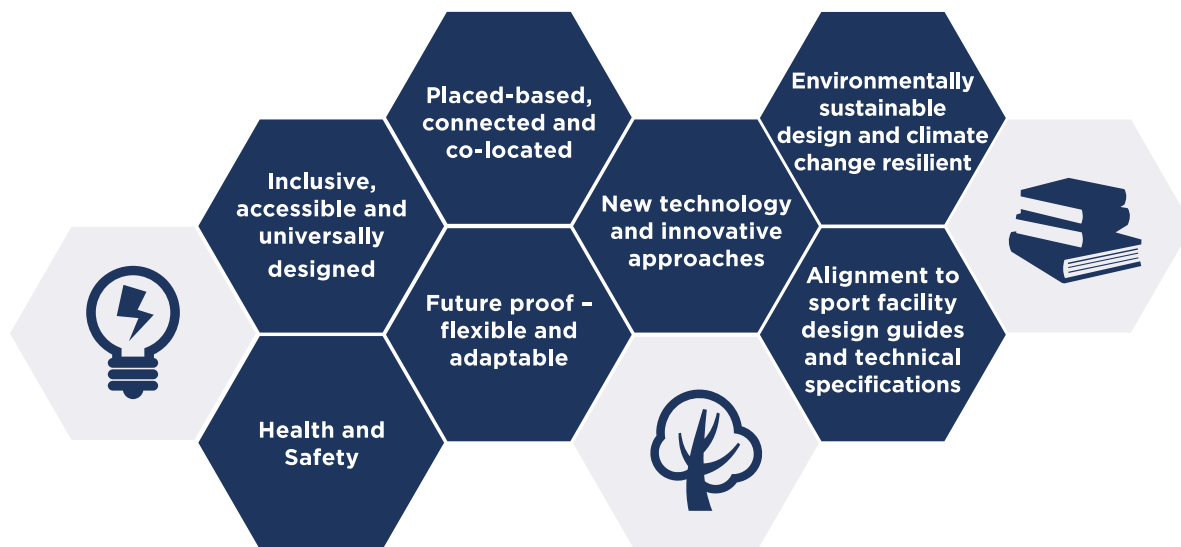 Placed-based,
connected and
co-located
Environmentally
sustainable
design and climate
change resilient
Inclusive,
accessible and
universally
designed
New technology
and innovative
approaches
Future proof –
flexible and
adaptable
Alignment to
sport facility
design guides
and technical
specifications
Health and
Safety